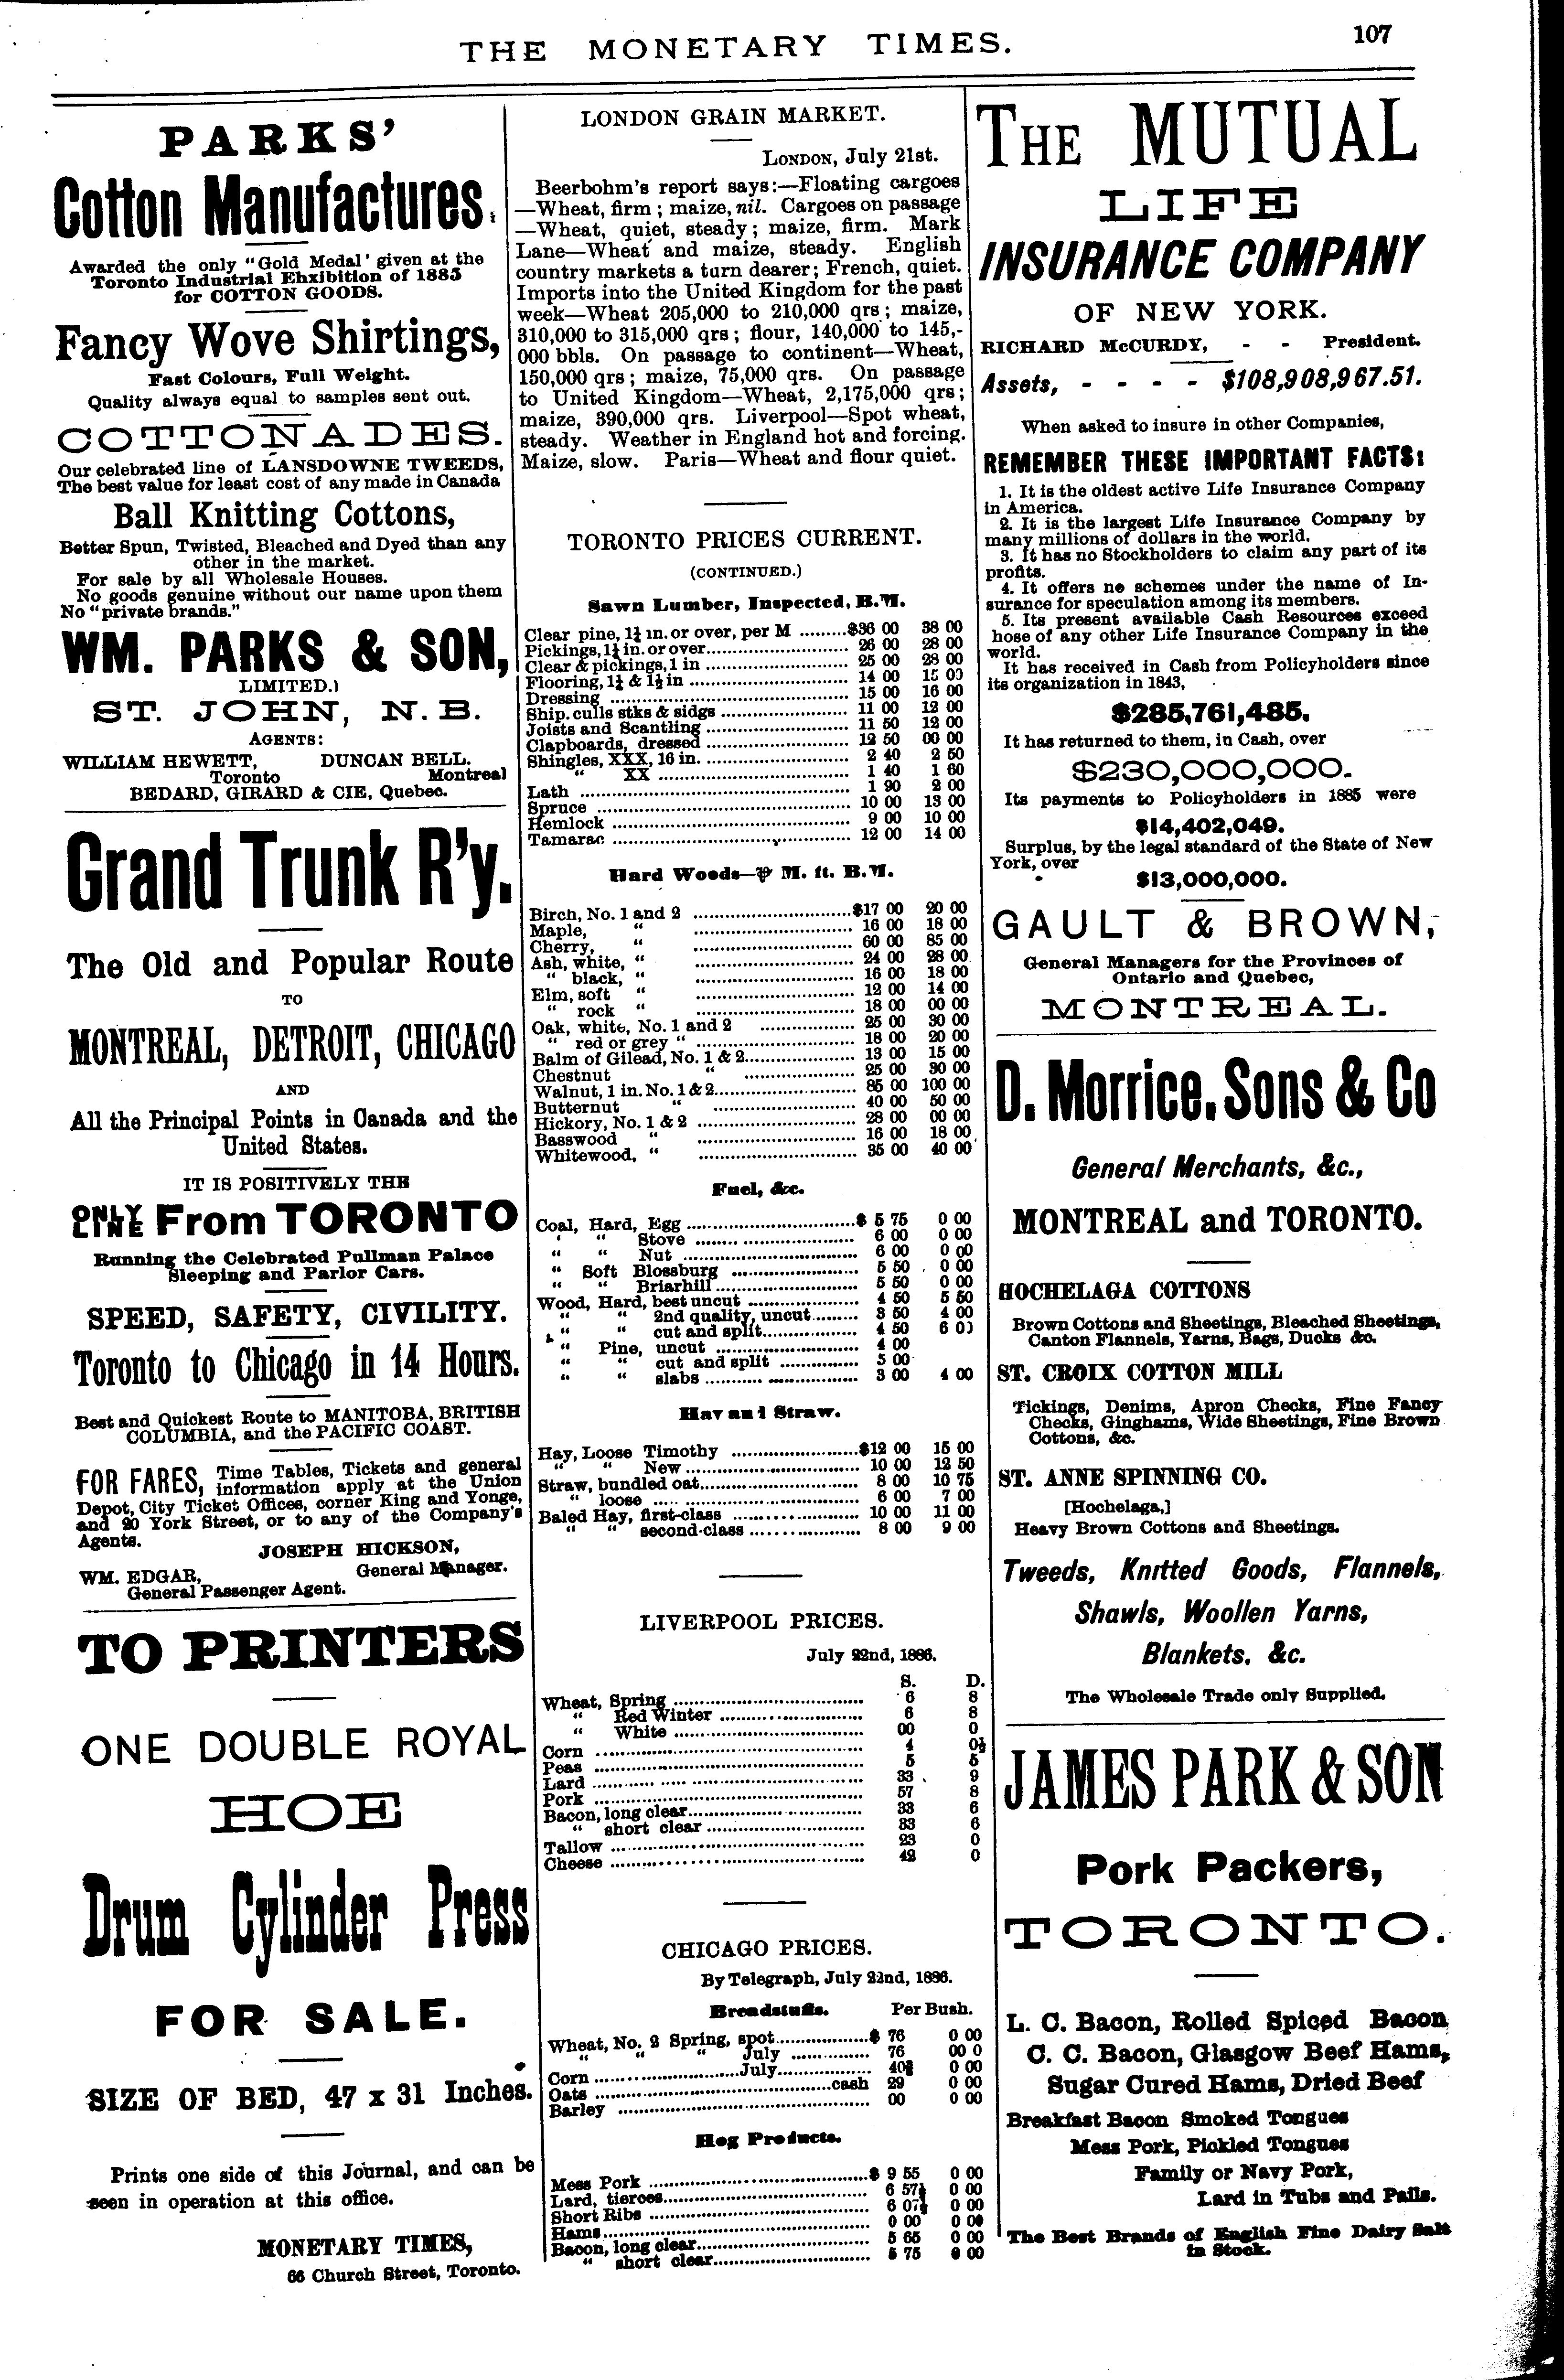 THE MONETARY TIMES.
107
PARKS'
Cotton Manufactures,
Awarded the only "Gold Medal' given at the
Toronto Industrial Ehxibition of 1885
for COTTON GOODS.
Fancy Wove Shirtings,
Fast Colours, Full Weight.
Quality always equal to samples sent out.
COTTONADES.
Our celebrated line of LANSDOWNE TWEEDS,
The best value for least cost of any made in Canada
Ball Knitting Cottons,
Better Spun, Twisted, Bleached and Dyed than any
other in the market.
For sale by all Wholesale Houses.
No goods genuine without our name upon them
No "private brands."
WM. PARKS & SON,
LIMITED.)
ST. JOHN, N.B.
AGENTS:
WILLIAM HEWETT, DUNCAN BELL.
Toronto Montreal
BEDARD, GIRARD & CIE, Quebec.
Grand Trunk R'y.
The Old and Popular Route
TO
MONTREAL, DETROIT, CHICAGO
AND
All the Principal Points in Canada and the
United States.
IT IS POSITIVELY THE
ONLY LINE From TORONTO
Running the Celebrated Pullman Palace
Sleeping and Parlor Cars.
SPEED, SAFETY, CIVILITY.
Toronto to Chicago in 14 Hours.
Best and Quickest Route to MANITOBA, BRITISH
COLUMBIA, and the PACIFIC COAST.
FOR FARES, Time Tables, Tickets and general
information apply at the Union
Depot, City Ticket Offices, corner King and Yonge,
and 20 York Street, or to any of the Company's
Agents.
JOSEPH HICKSON,
General Manager.
WM. EDGAR,
General Passenger Agent.
TO PRINTERS
ONE DOUBLE ROYAL
HOE
Drum Cylinder Press
FOR SALE.
SIZE OF BED, 47 x 31 Inches.
Prints one side of this Journal, and can be
seen in operation at this office.
MONETARY TIMES,
66 Church Street, Toronto.
LONDON GRAIN MARKET.
LONDON, July 21st.
Beerbohm's report says:—Floating cargoes
—Wheat, firm; maize, nil. Cargoes on passage
—Wheat, quiet, steady; maize, firm. Mark
Lane—Wheat and maize, steady. English
country markets a turn dearer; French, quiet.
Imports into the United Kingdom for the past
week—Wheat 205,000 to 210,000 qrs; maize,
310,000 to 315,000 qrs; flour, 140,000 to 145,-
000 bbls. On passage to continent—Wheat,
150,000 qrs; maize, 75,000 qrs. On passage
to United Kingdom—Wheat, 2,175,000 qrs;
maize, 390,000 qrs. Liverpool—Spot wheat,
steady. Weather in England hot and forcing.
Maize, slow. Paris—Wheat and flour quiet.
TORONTO PRICES CURRENT.
(CONTINUED.)
Sawn Lumber, Inspected, B.M.
Clear pine, 1¼ in. or over, per M ......... $36 00 38 00
Pickings, 1¼ in. or over ......... 26 00 28 00
Clear & pickings, 1 in ......... 25 00 28 00
Flooring, 1¼ & 1½ in ......... 14 00 15 00
Dressing ......... 15 00 16 00
Ship. culls stks & sidgs ......... 11 00 12 00
Joists and Scantling ......... 11 50 12 00
Clapboards, dressed ......... 12 50 00 00
Shingles, XXX, 16 in. ......... 2 40 2 50
" XX ......... 1 40 1 60
Lath ......... 1 90 2 00
Spruce ......... 10 00 13 00
Hemlock ......... 9 00 10 00
Tamarac ......... 12 00 14 00
Hard Woods—℔ M. ft. B.M.
Birch, No. 1 and 2 ......... $17 00 20 00
Maple, " ......... 16 00 18 00
Cherry, " ......... 60 00 85 00
Ash, white, " ......... 24 00 28 00
" black, " ......... 16 00 18 00
Elm, soft " ......... 12 00 14 00
" rock " ......... 18 00 00 00
Oak, white, No. 1 and 2 ......... 25 00 30 00
" red or grey " ......... 18 00 20 00
Balm of Gilead, No. 1 & 2 ......... 13 00 15 00
Chestnut " ......... 25 00 30 00
Walnut, 1 in. No. 1 & 2 ......... 85 00 100 00
Butternut " ......... 40 00 50 00
Hickory, No. 1 & 2 ......... 28 00 00 00
Basswood " ......... 16 00 18 00
Whitewood, " ......... 35 00 40 00
Fuel, &c.
Coal, Hard, Egg ......... $ 5 75 0 00
" " Stove ......... 6 00 0 00
" " Nut ......... 6 00 0 00
" Soft Blossburg ......... 5 50 0 00
" " Briarhill ......... 5 50 0 00
Wood, Hard, best uncut ......... 4 50 5 50
" " 2nd quality, uncut ......... 3 50 4 00
" " cut and split ......... 4 50 6 00
" Pine, uncut ......... 4 00
" " cut and split ......... 5 00
" " slabs ......... 3 00 4 00
Hay and Straw.
Hay, Loose Timothy ......... $12 00 15 00
" " New ......... 10 00 12 50
Straw, bundled oat ......... 8 00 10 75
" loose ......... 6 00 7 00
Baled Hay, first-class ......... 10 00 11 00
" " second-class ......... 8 00 9 00
LIVERPOOL PRICES.
July 22nd, 1886.
S. D.
Wheat, Spring ......... 6 8
" Red Winter ......... 6 8
" White ......... 00 0
Corn ......... 4 0½
Peas ......... 5 5
Lard ......... 33 9
Pork ......... 57 8
Bacon, long clear ......... 33 6
" short clear ......... 33 6
Tallow ......... 23 0
Cheese ......... 42 0
CHICAGO PRICES.
By Telegraph, July 22nd, 1886.
Breadstuffs. Per Bush.
Wheat, No. 2 Spring, spot ......... $ 76 0 00
" " " July ......... 76 00 0
Corn ......... July ......... 40¾ 0 00
Oats ......... cash 29 0 00
Barley ......... 00 0 00
Hog Products.
Mess Pork ......... $ 9 55 0 00
Lard, tierces ......... 6 57½ 0 00
Short Ribs ......... 6 07½ 0 00
Hams ......... 0 00 0 00
Bacon, long clear ......... 5 65 0 00
" short clear ......... 5 75 0 00
THE MUTUAL
LIFE
INSURANCE COMPANY
OF NEW YORK.
RICHARD McCURDY, - - President.
Assets, - - - - $108,908,967.51.
When asked to insure in other Companies,
REMEMBER THESE IMPORTANT FACTS:
1. It is the oldest active Life Insurance Company
in America.
2. It is the largest Life Insurance Company by
many millions of dollars in the world.
3. It has no Stockholders to claim any part of its
profits.
4. It offers ne schemes under the name of In-
surance for speculation among its members.
5. Its present available Cash Resources exceed
hose of any other Life Insurance Company in the
world.
It has received in Cash from Policyholders since
its organization in 1843,
$285,761,485.
It has returned to them, in Cash, over
$230,000,000.
Its payments to Policyholders in 1885 were
$14,402,049.
Surplus, by the legal standard of the State of New
York, over
$13,000,000.
GAULT & BROWN,
General Managers for the Provinces of
Ontario and Quebec,
MONTREAL.
D. Morrice, Sons & Co
General Merchants, &c.,
MONTREAL and TORONTO.
HOCHELAGA COTTONS
Brown Cottons and Sheetings, Bleached Sheetings,
Canton Flannels, Yarns, Bags, Ducks &c.
ST. CROIX COTTON MILL
Tickings, Denims, Apron Checks, Fine Fancy
Checks, Ginghams, Wide Sheetings, Fine Brown
Cottons, &c.
ST. ANNE SPINNING CO.
[Hochelaga,]
Heavy Brown Cottons and Sheetings.
Tweeds, Knitted Goods, Flannels,
Shawls, Woollen Yarns,
Blankets, &c.
The Wholesale Trade only Supplied.
JAMES PARK & SON
Pork Packers,
TORONTO.
L. C. Bacon, Rolled Spiced Bacon
C. C. Bacon, Glasgow Beef Hams,
Sugar Cured Hams, Dried Beef
Breakfast Bacon Smoked Tongues
Mess Pork, Pickled Tongues
Family or Navy Pork,
Lard in Tubs and Pails.
The Best Brands of English Fine Dairy Salt
in Stock.